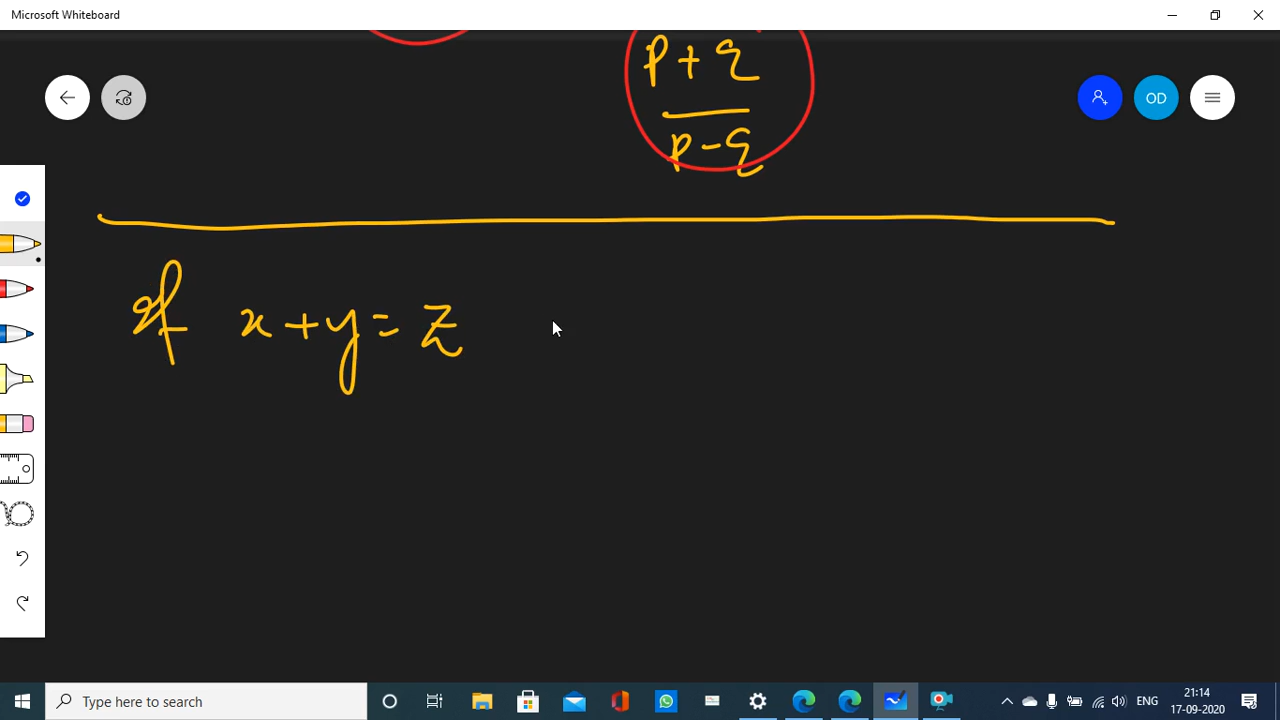 Microsoft Whiteboard
p + q
p - q
OD
If x + y = z
Type here to search
ENG
21:14
17-09-2020